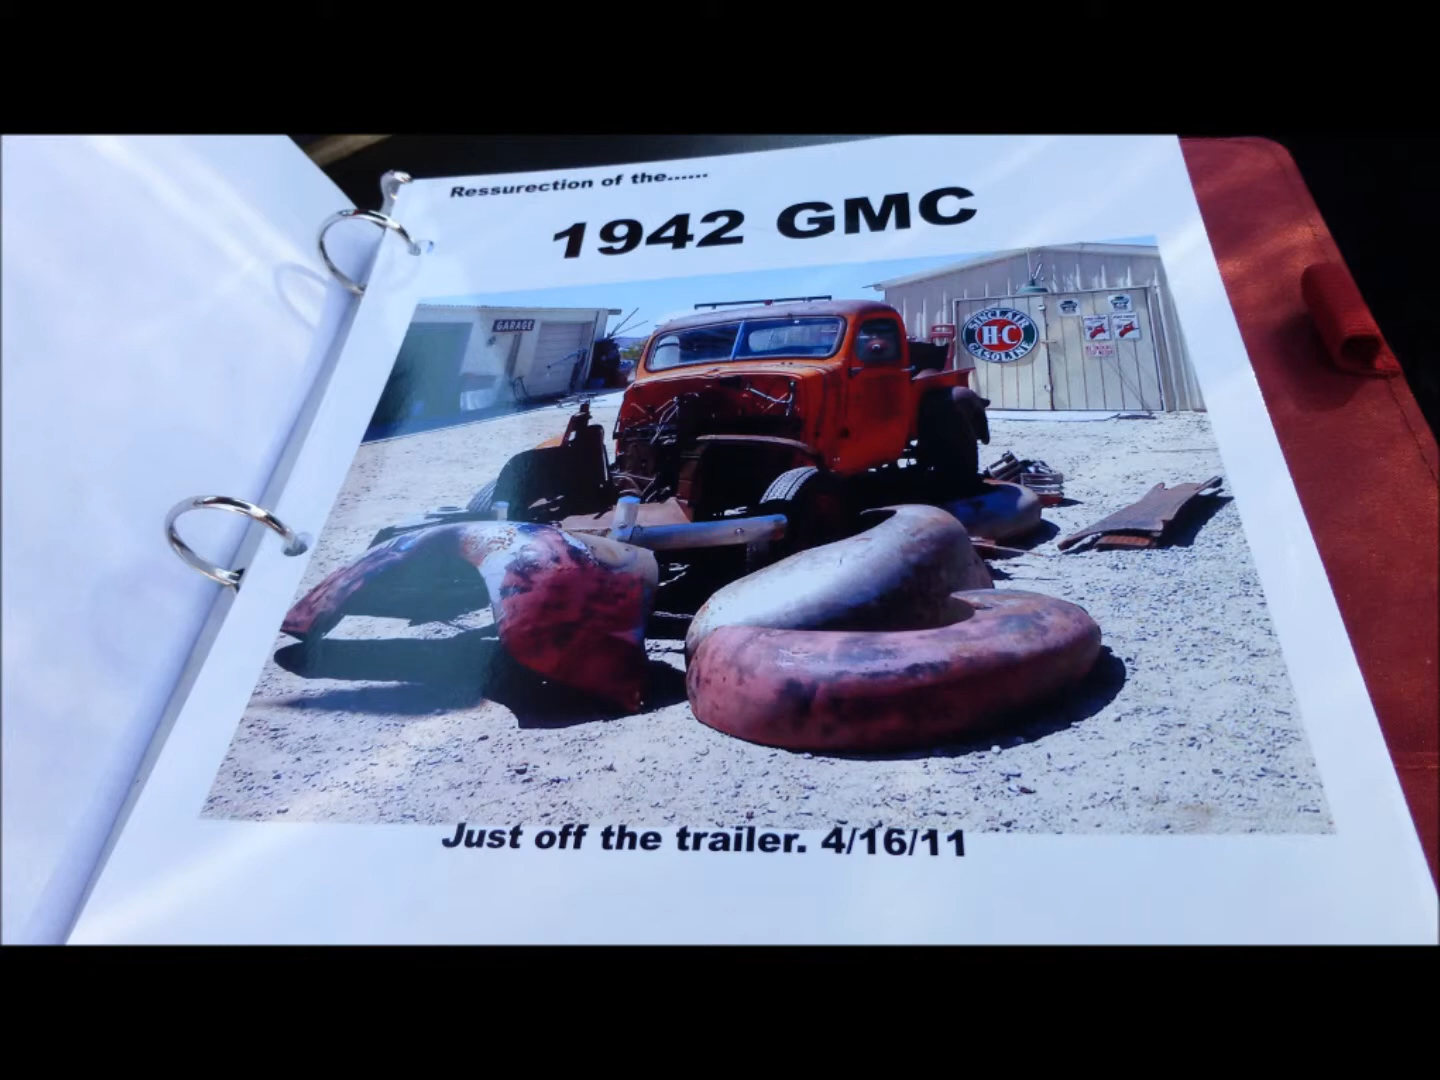 Ressurection of the......
1942 GMC
GARAGE
SINCLAIR
H-C
GASOLINE
Just off the trailer. 4/16/11